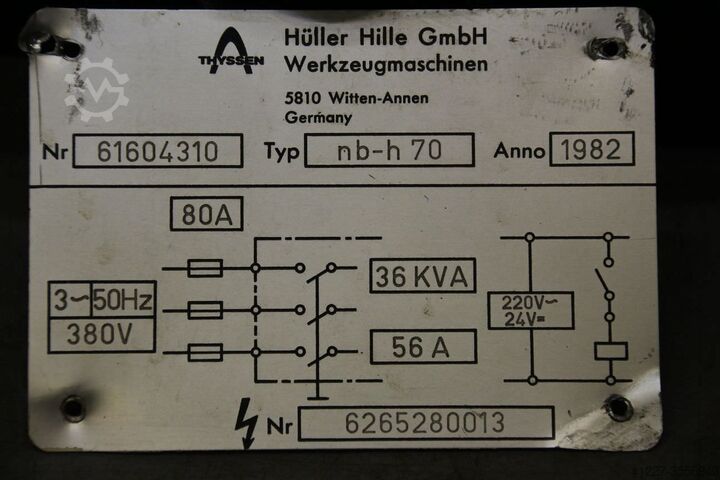 THYSSEN
Hüller Hille GmbH
Werkzeugmaschinen
5810 Witten-Annen
Germany
Nr 61604310 Typ nb-h 70 Anno 1982
80A
3~ 50Hz
380V
36 KVA
56 A
220V~
24V=
Nr 6265280013